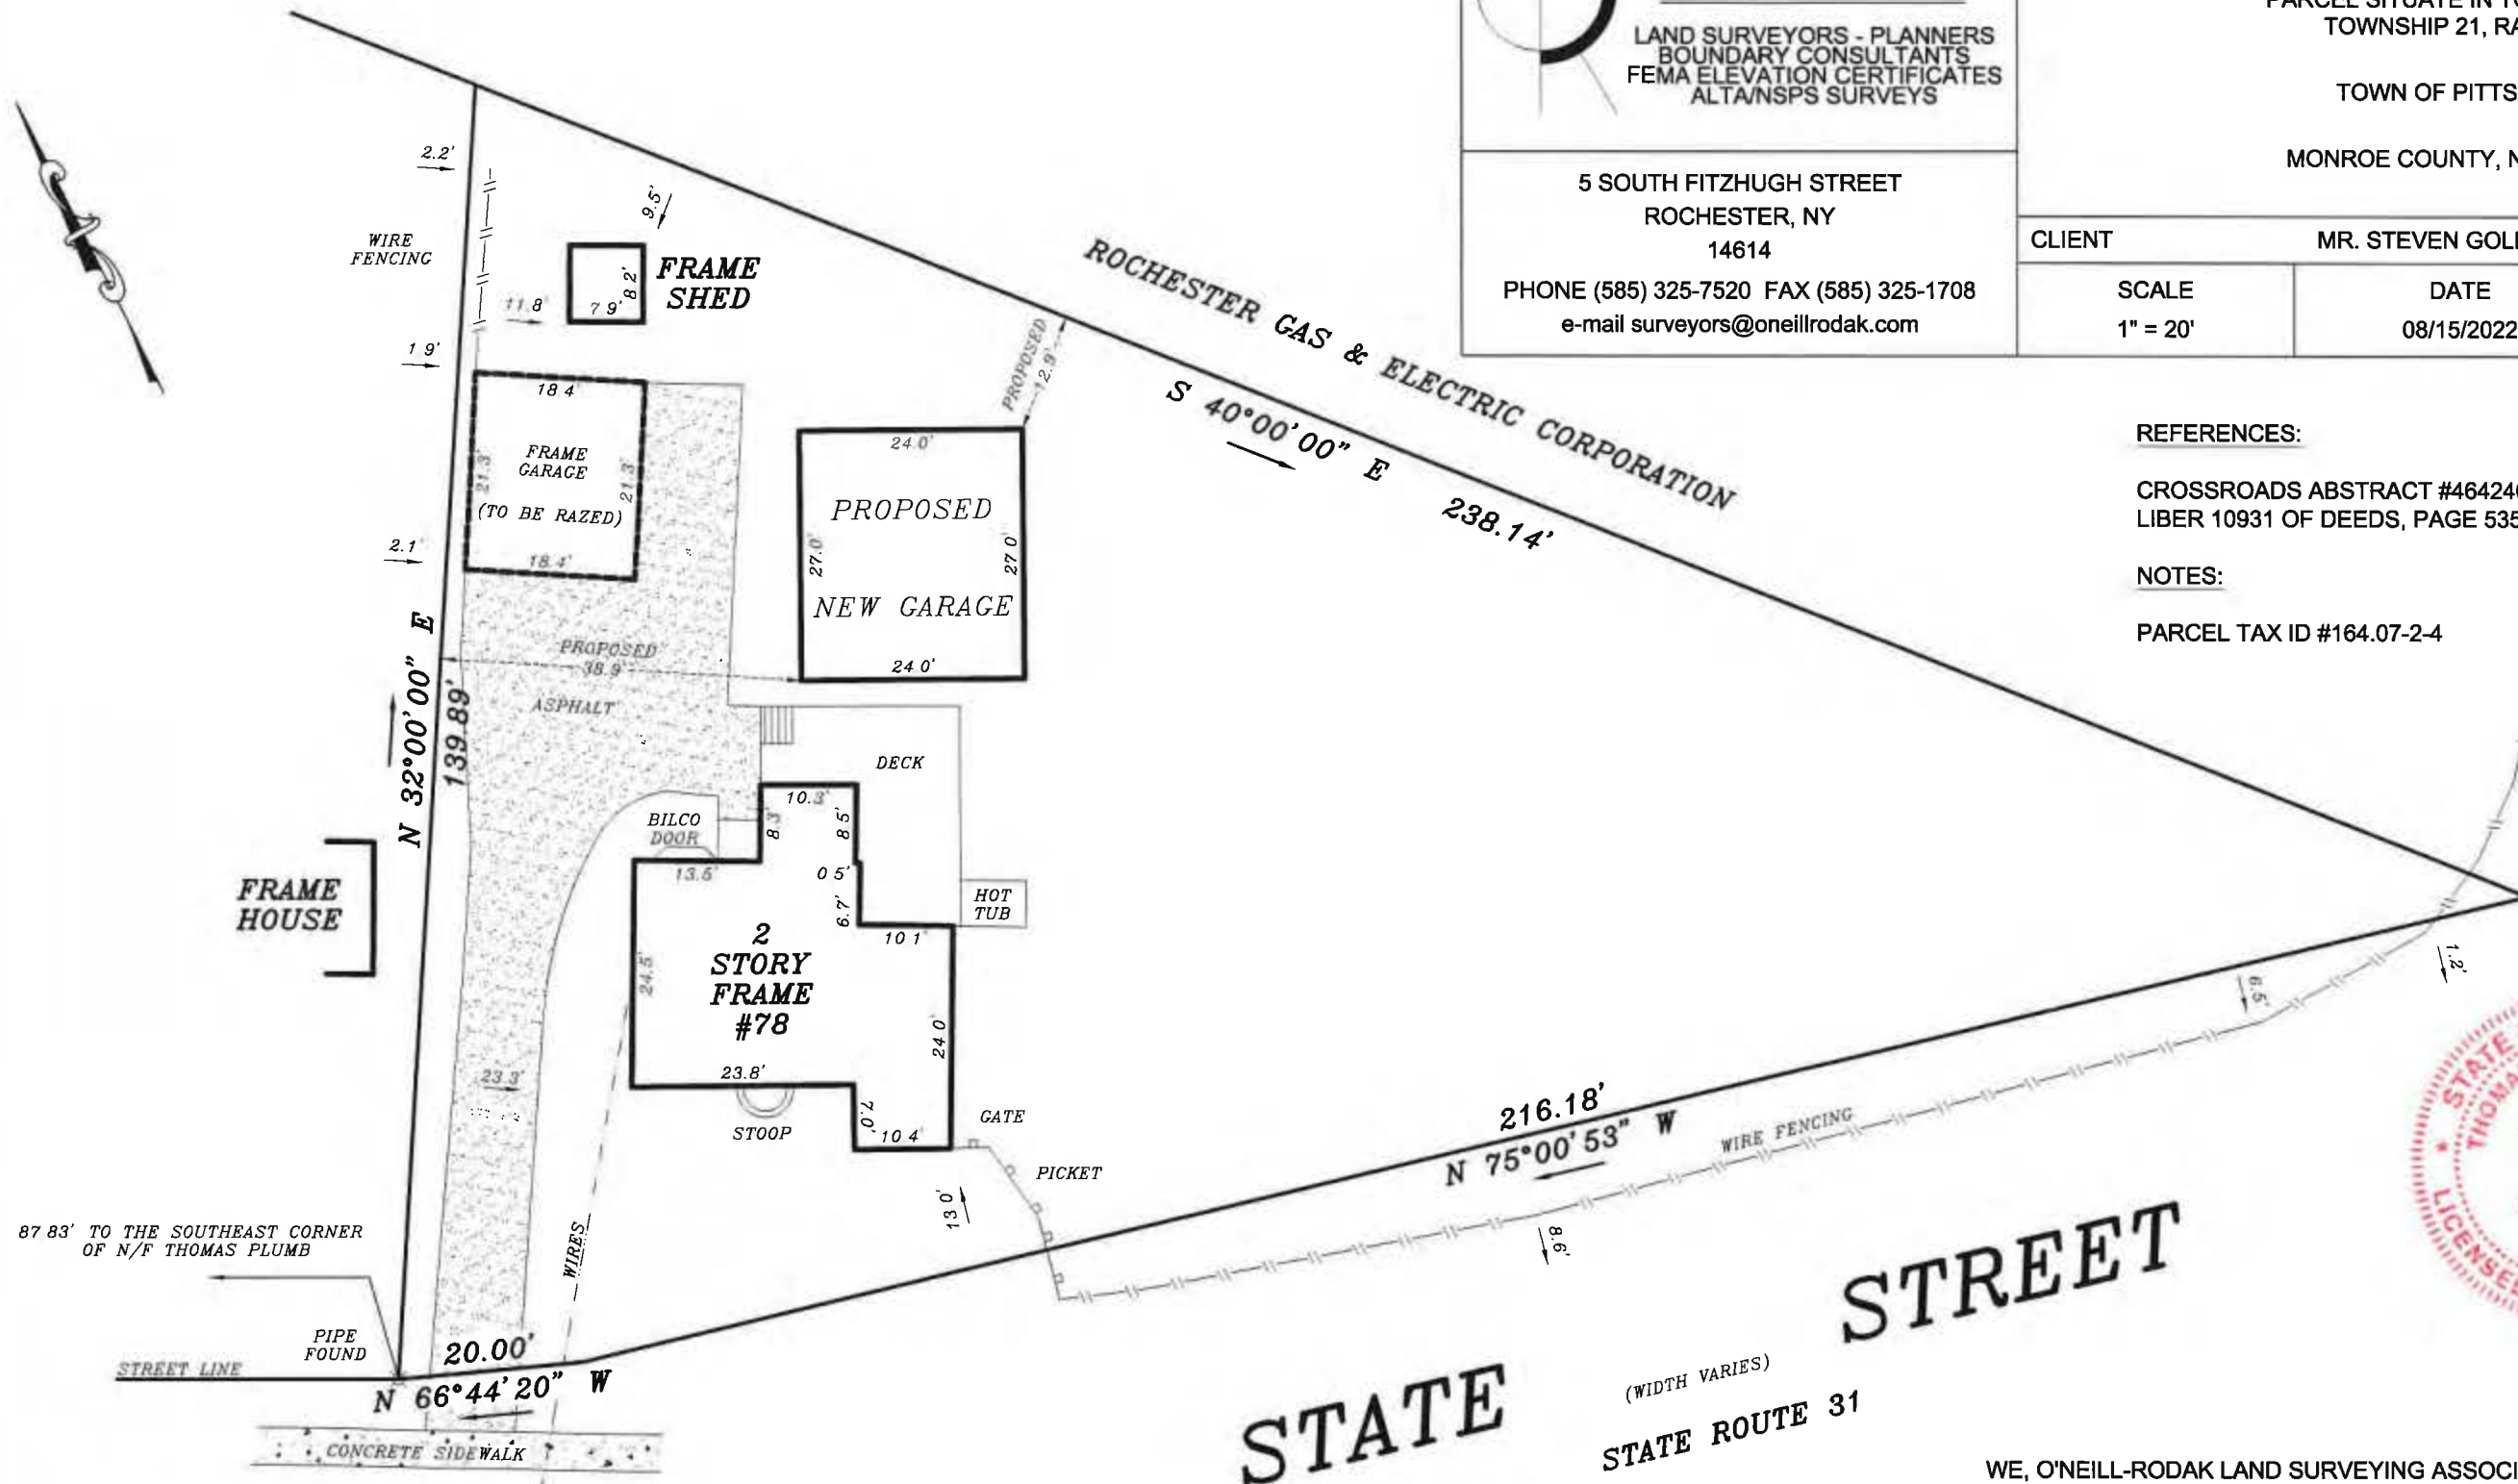 LAND SURVEYORS - PLANNERS
BOUNDARY CONSULTANTS
FEMA ELEVATION CERTIFICATES
ALTA/NSPS SURVEYS
5 SOUTH FITZHUGH STREET
ROCHESTER, NY
14614
PHONE (585) 325-7520 FAX (585) 325-1708
e-mail surveyors@oneillrodak.com
TOWNSHIP 21,
TOWN OF
MONROE COUNTY,
CLIENT
MR. STEVEN
SCALE
1" = 20'
DATE
08/15/2022
REFERENCES:
CROSSROADS ABSTRACT
LIBER 10931 OF DEEDS, PAGE 535
NOTES:
PARCEL TAX ID #164.07-2-4
2.2'
WIRE
FENCING
9.5'
FRAME
SHED
8 2'
7 9'
11.8'
1 9'
18 4'
FRAME
GARAGE
(TO BE RAZED)
21.3'
21.3'
18.4'
2.1'
PROPOSED
12.9'
24.0'
PROPOSED
NEW GARAGE
27.0'
27 0'
24 0'
ROCHESTER GAS & ELECTRIC CORPORATION
S 40°00'00" E
238.14'
PROPOSED
38.9'
ASPHALT
N 32°00'00" E
139.89'
DECK
BILCO
DOOR
10.3'
8.3'
8 5'
13.5'
0 5'
6.7'
10 1'
HOT
TUB
FRAME
HOUSE
2
STORY
FRAME
#78
24.5'
24 0'
23.8'
7.0'
10 4'
23.3'
STOOP
GATE
PICKET
13 0'
WIRES
87 83' TO THE SOUTHEAST CORNER
OF N/F THOMAS PLUMB
PIPE
FOUND
STREET LINE
20.00'
N 66°44'20" W
CONCRETE SIDEWALK
216.18'
N 75°00'53" W
WIRE FENCING
1.2'
6.5'
8.6'
STATE STREET
(WIDTH VARIES)
STATE ROUTE 31
STATE
LICENSE
WE, O'NEILL-RODAK LAND SURVEYING